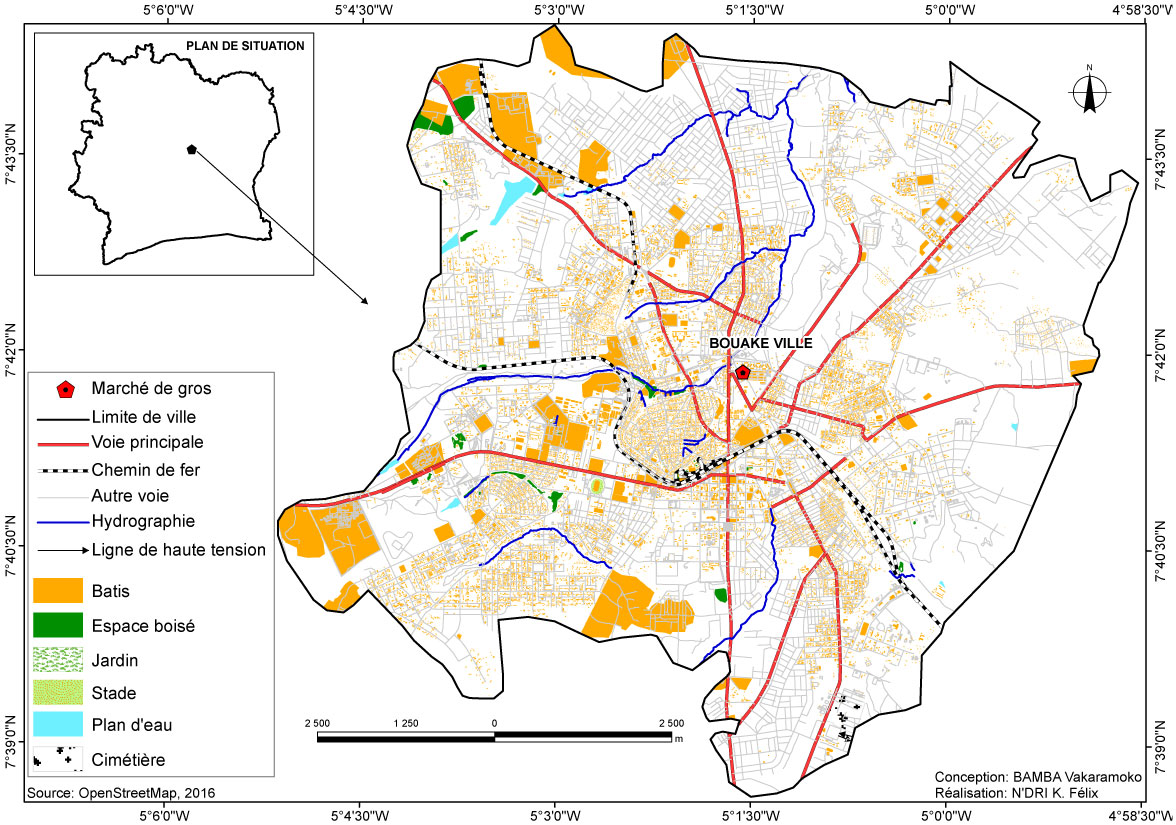 5°6'0"W 5°4'30"W 5°3'0"W 5°1'30"W 5°0'0"W 4°58'30"W
PLAN DE SITUATION
N
7°43'30"N 7°43'30"N
7°42'0"N 7°42'0"N
BOUAKE VILLE
Marché de gros
Limite de ville
Voie principale
Chemin de fer
Autre voie
Hydrographie
Ligne de haute tension
7°40'30"N 7°40'30"N
Batis
Espace boisé
Jardin
Stade
Plan d'eau
Cimétière
2 500 1 250 0 2 500
m
7°39'0"N 7°39'0"N
Source: OpenStreetMap, 2016
Conception: BAMBA Vakaramoko
Réalisation: N'DRI K. Félix
5°6'0"W 5°4'30"W 5°3'0"W 5°1'30"W 5°0'0"W 4°58'30"W